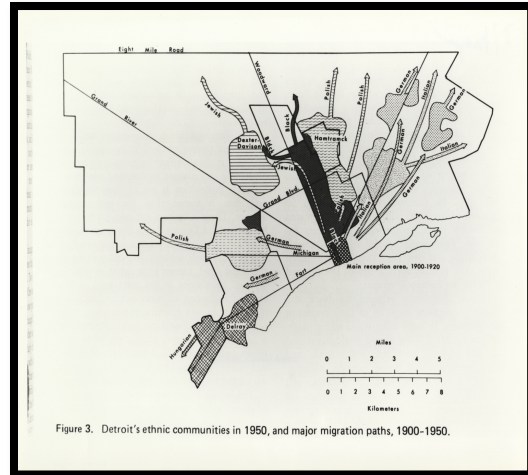 Eight Mile Road
Woodward
Grand River
Jewish
Black
Black
Polish
Polish
German
Italian
German
Dexter-
Davison
Hamtramck
Jewish
German
Italian
Grand Blvd.
Italian
German
Polish
German
Michigan
Main reception area, 1900-1920
German
Fort
Delray
Hungarian
Miles
0 1 2 3 4 5
0 1 2 3 4 5 6 7 8
Kilometers
Figure 3. Detroit's ethnic communities in 1950, and major migration paths, 1900-1950.